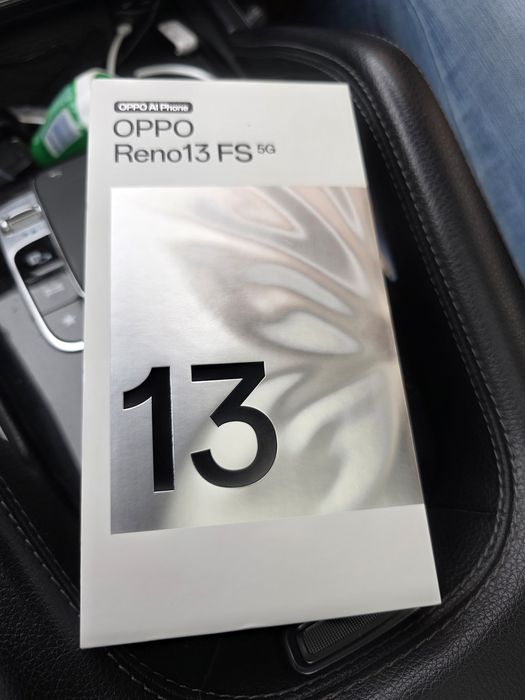 OPPO AI Phone
OPPO
Reno13 FS 5G
13